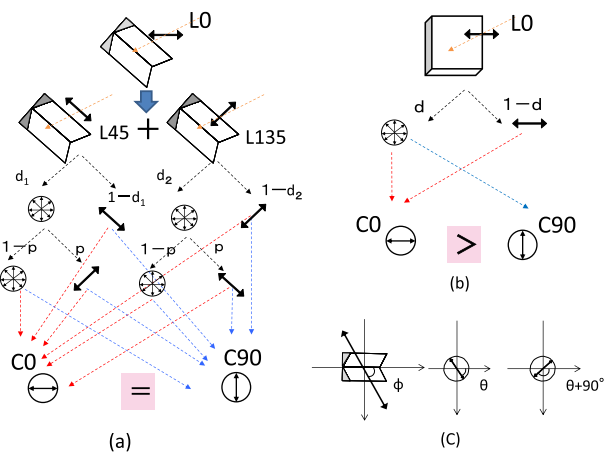 L0
L45
+
L135
d₁
1－d₁
d₂
1－d₂
1－p
p
1－p
p
C0
=
C90
(a)
L0
d
1－d
C0
>
C90
(b)
ϕ
θ
θ+90°
(C)